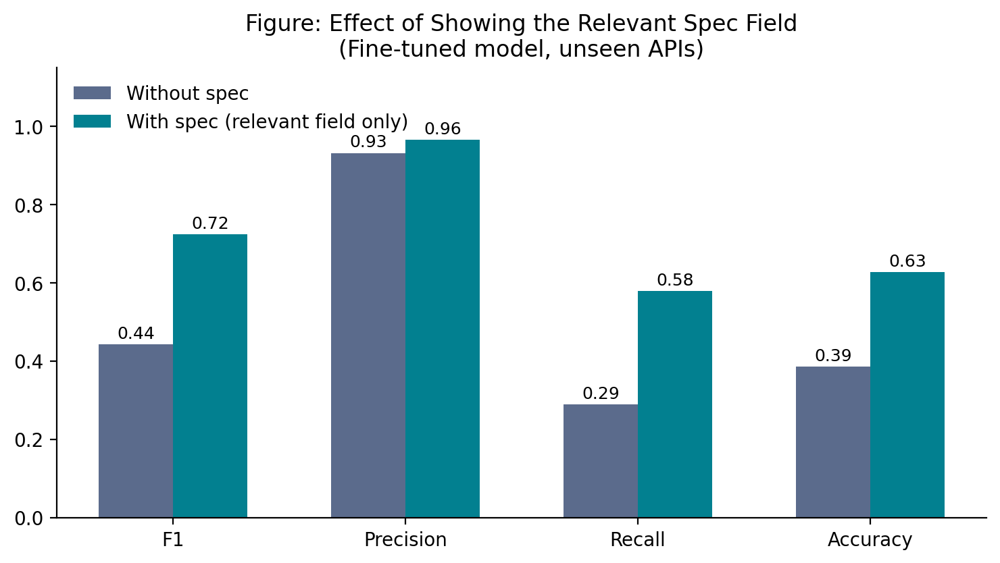 Figure: Effect of Showing the Relevant Spec Field
(Fine-tuned model, unseen APIs)
Without spec
With spec (relevant field only)
1.0
0.8
0.6
0.4
0.2
0.0
0.44
0.72
0.93
0.96
0.29
0.58
0.39
0.63
F1
Precision
Recall
Accuracy